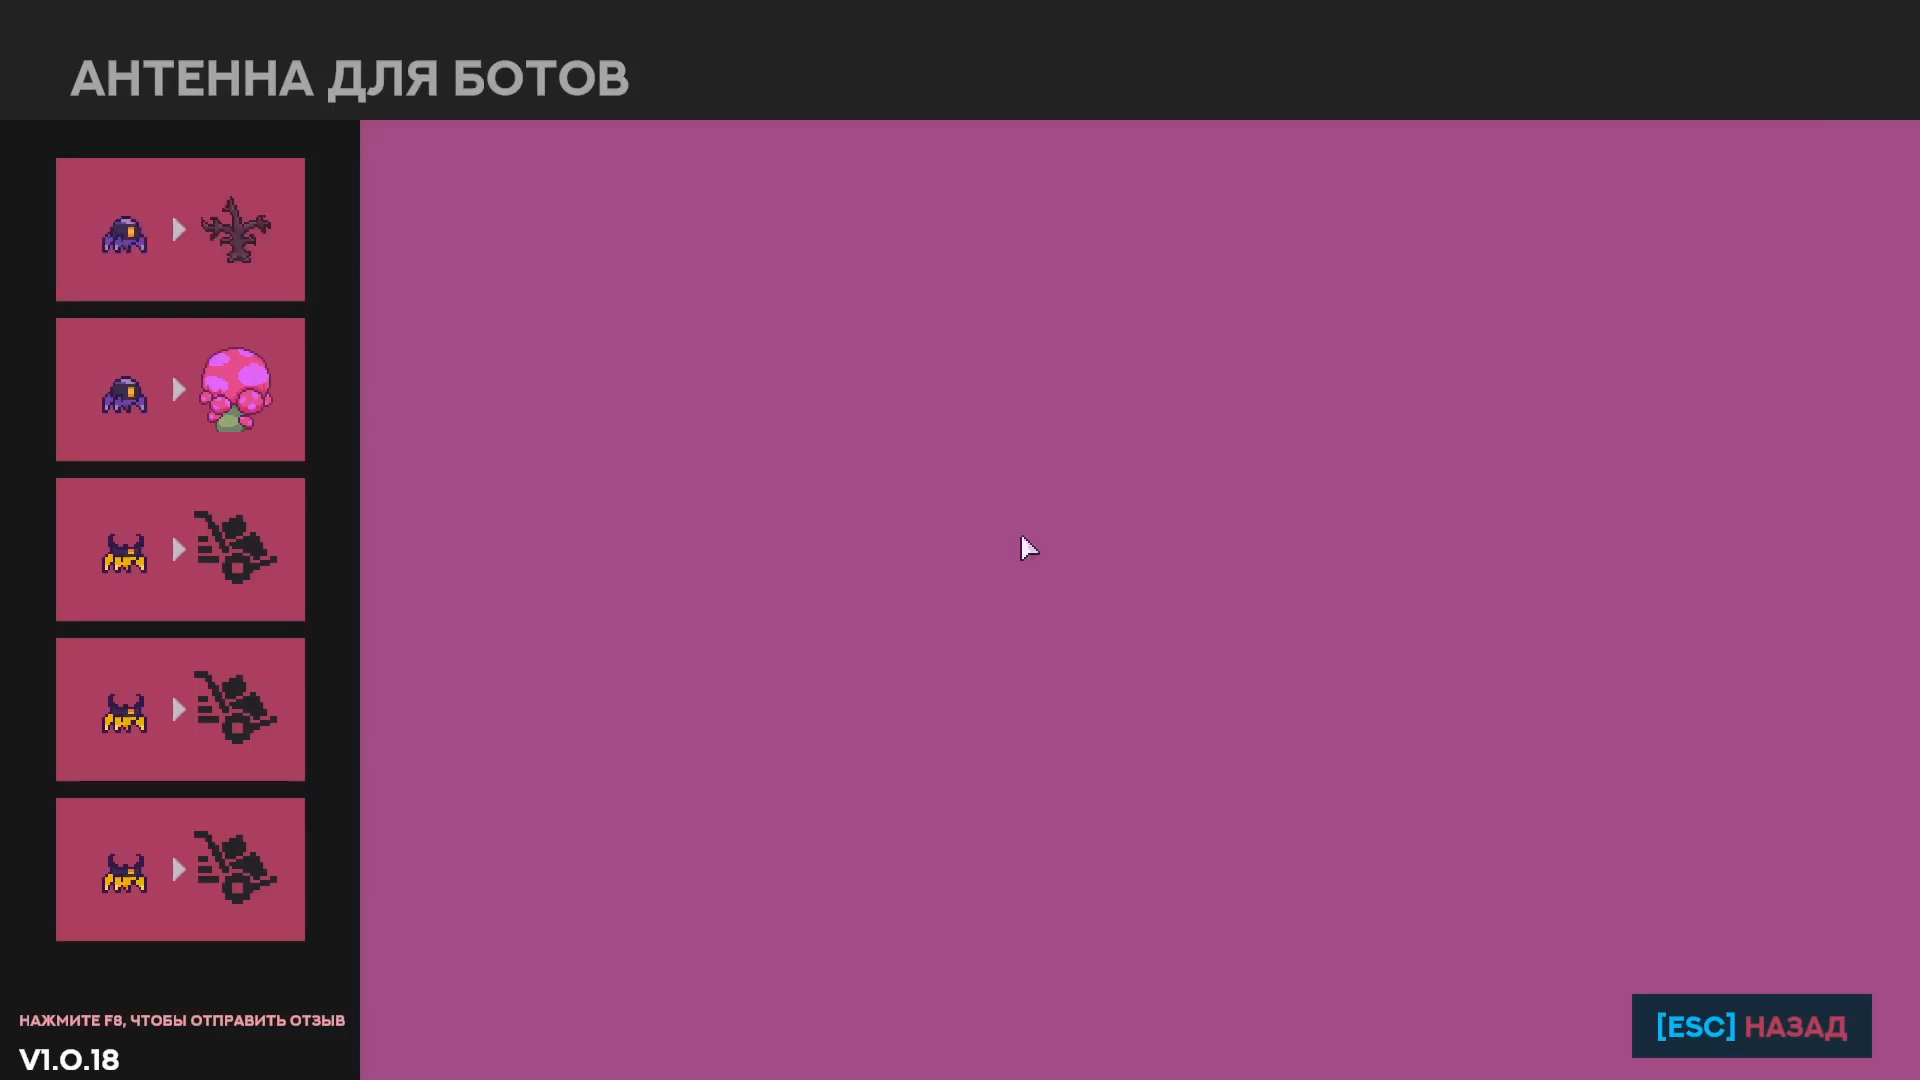 АНТЕННА ДЛЯ БОТОВ
НАЖМИТЕ F8, ЧТОБЫ ОТПРАВИТЬ ОТЗЫВ
V1.0.18
[ESC] НАЗАД